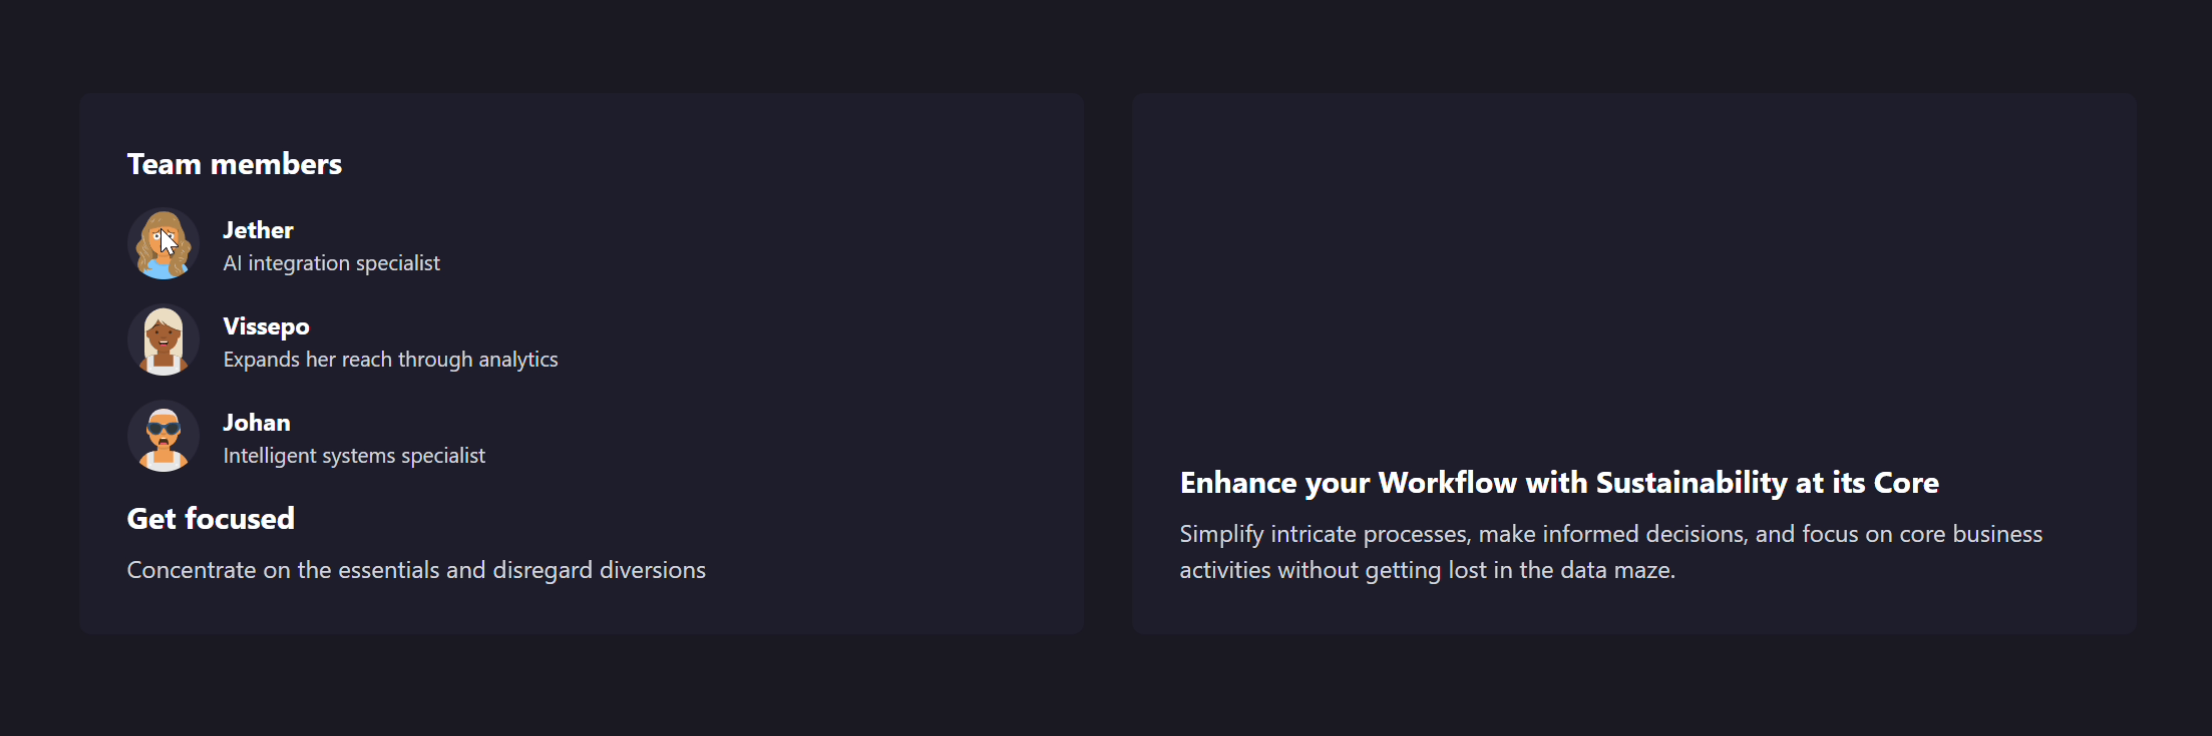 Team members
Jether
AI integration specialist
Vissepo
Expands her reach through analytics
Johan
Intelligent systems specialist
Get focused
Concentrate on the essentials and disregard diversions
Enhance your Workflow with Sustainability at its Core
Simplify intricate processes, make informed decisions, and focus on core business
activities without getting lost in the data maze.